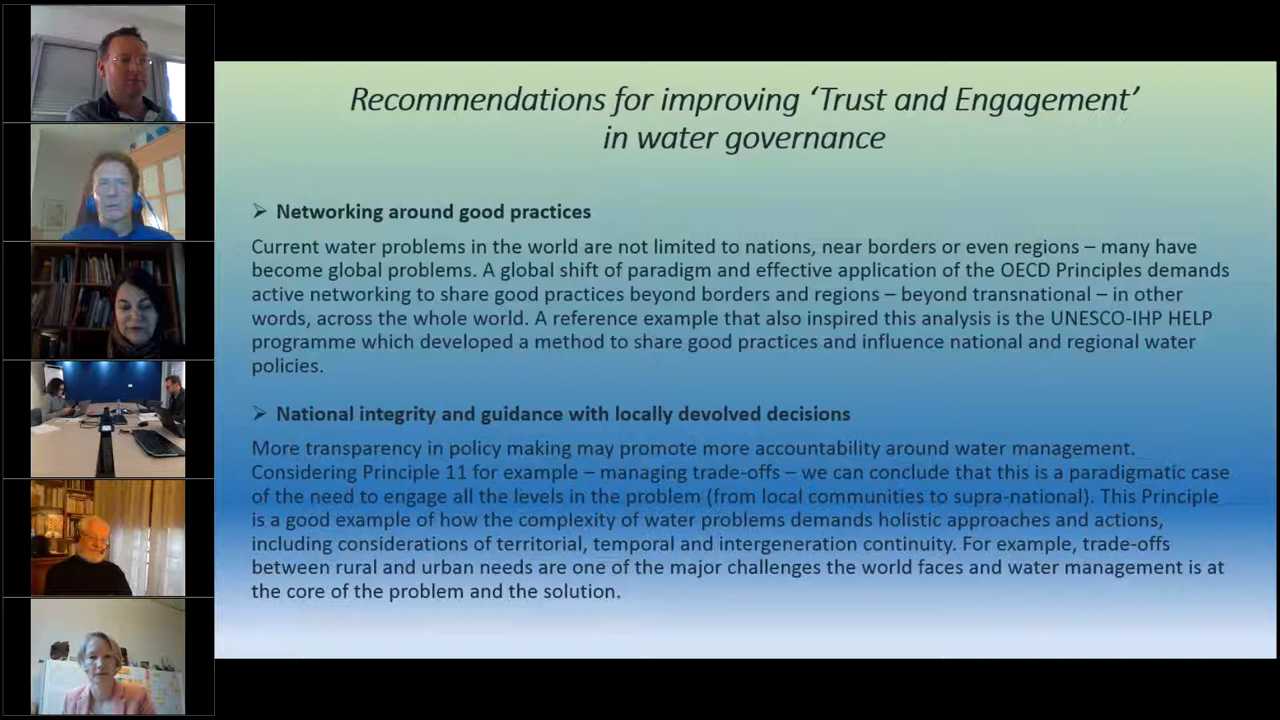 Recommendations for improving ‘Trust and Engagement’
in water governance
➢ Networking around good practices
Current water problems in the world are not limited to nations, near borders or even regions – many have
become global problems. A global shift of paradigm and effective application of the OECD Principles demands
active networking to share good practices beyond borders and regions – beyond transnational – in other
words, across the whole world. A reference example that also inspired this analysis is the UNESCO-IHP HELP
programme which developed a method to share good practices and influence national and regional water
policies.
➢ National integrity and guidance with locally devolved decisions
More transparency in policy making may promote more accountability around water management.
Considering Principle 11 for example – managing trade-offs – we can conclude that this is a paradigmatic case
of the need to engage all the levels in the problem (from local communities to supra-national). This Principle
is a good example of how the complexity of water problems demands holistic approaches and actions,
including considerations of territorial, temporal and intergeneration continuity. For example, trade-offs
between rural and urban needs are one of the major challenges the world faces and water management is at
the core of the problem and the solution.